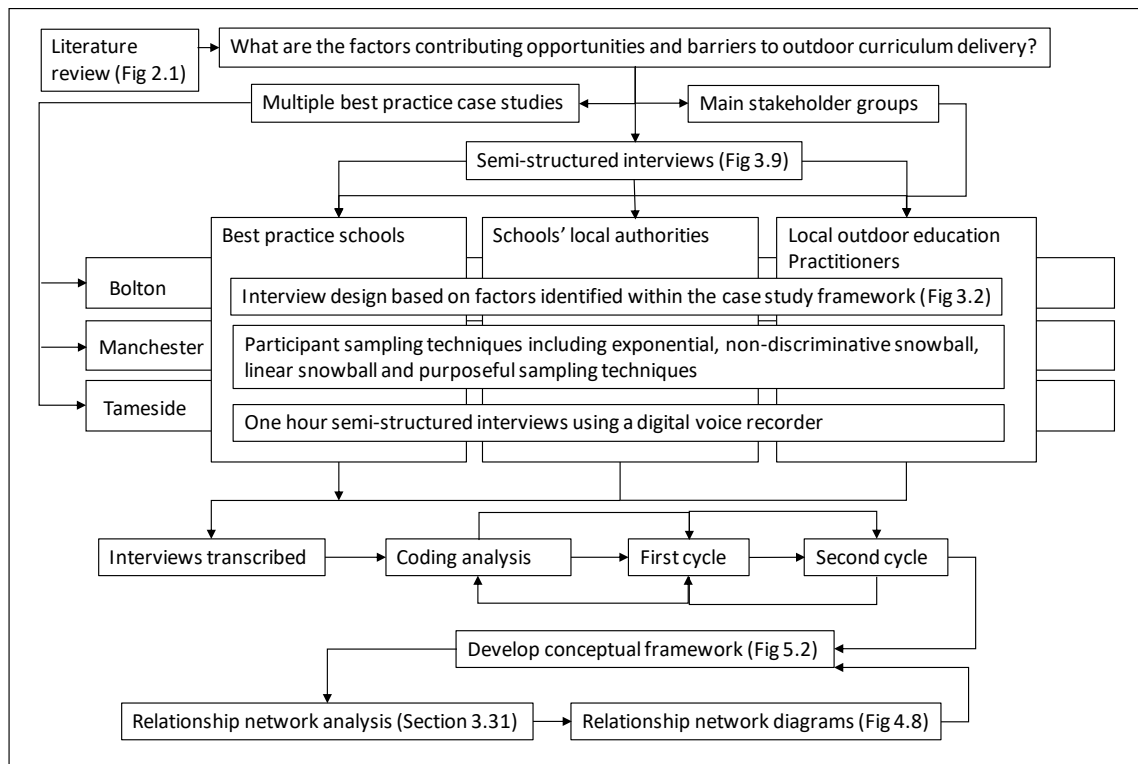 Literature
review (Fig 2.1)
What are the factors contributing opportunities and barriers to outdoor curriculum delivery?
Multiple best practice case studies
Main stakeholder groups
Semi-structured interviews (Fig 3.9)
Best practice schools
Schools’ local authorities
Local outdoor education
Practitioners
Bolton
Interview design based on factors identified within the case study framework (Fig 3.2)
Manchester
Participant sampling techniques including exponential, non-discriminative snowball,
linear snowball and purposeful sampling techniques
Tameside
One hour semi-structured interviews using a digital voice recorder
Interviews transcribed
Coding analysis
First cycle
Second cycle
Develop conceptual framework (Fig 5.2)
Relationship network analysis (Section 3.31)
Relationship network diagrams (Fig 4.8)